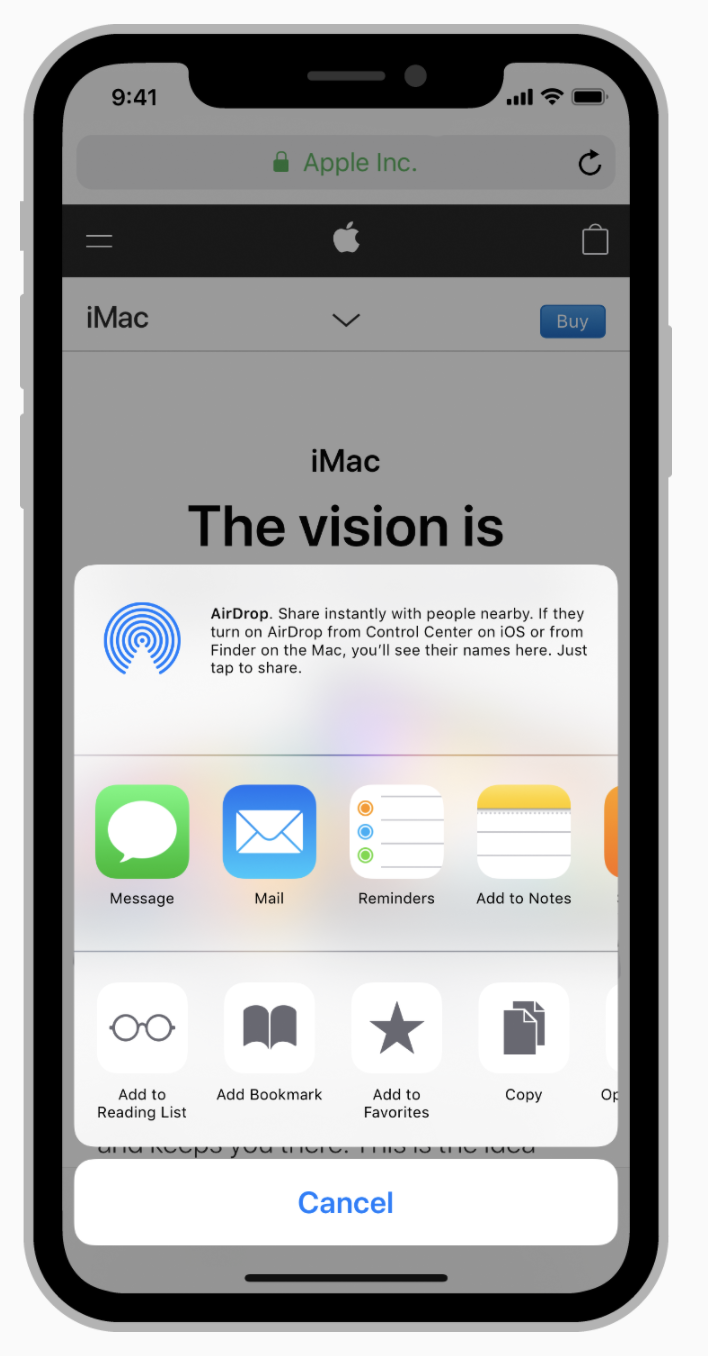 9:41
Apple Inc.
iMac
Buy
iMac
The vision is
AirDrop. Share instantly with people nearby. If they
turn on AirDrop from Control Center on iOS or from
Finder on the Mac, you’ll see their names here. Just
tap to share.
Message
Mail
Reminders
Add to Notes
Add to
Reading List
Add Bookmark
Add to
Favorites
Copy
and keeps you there. This is the idea
Cancel